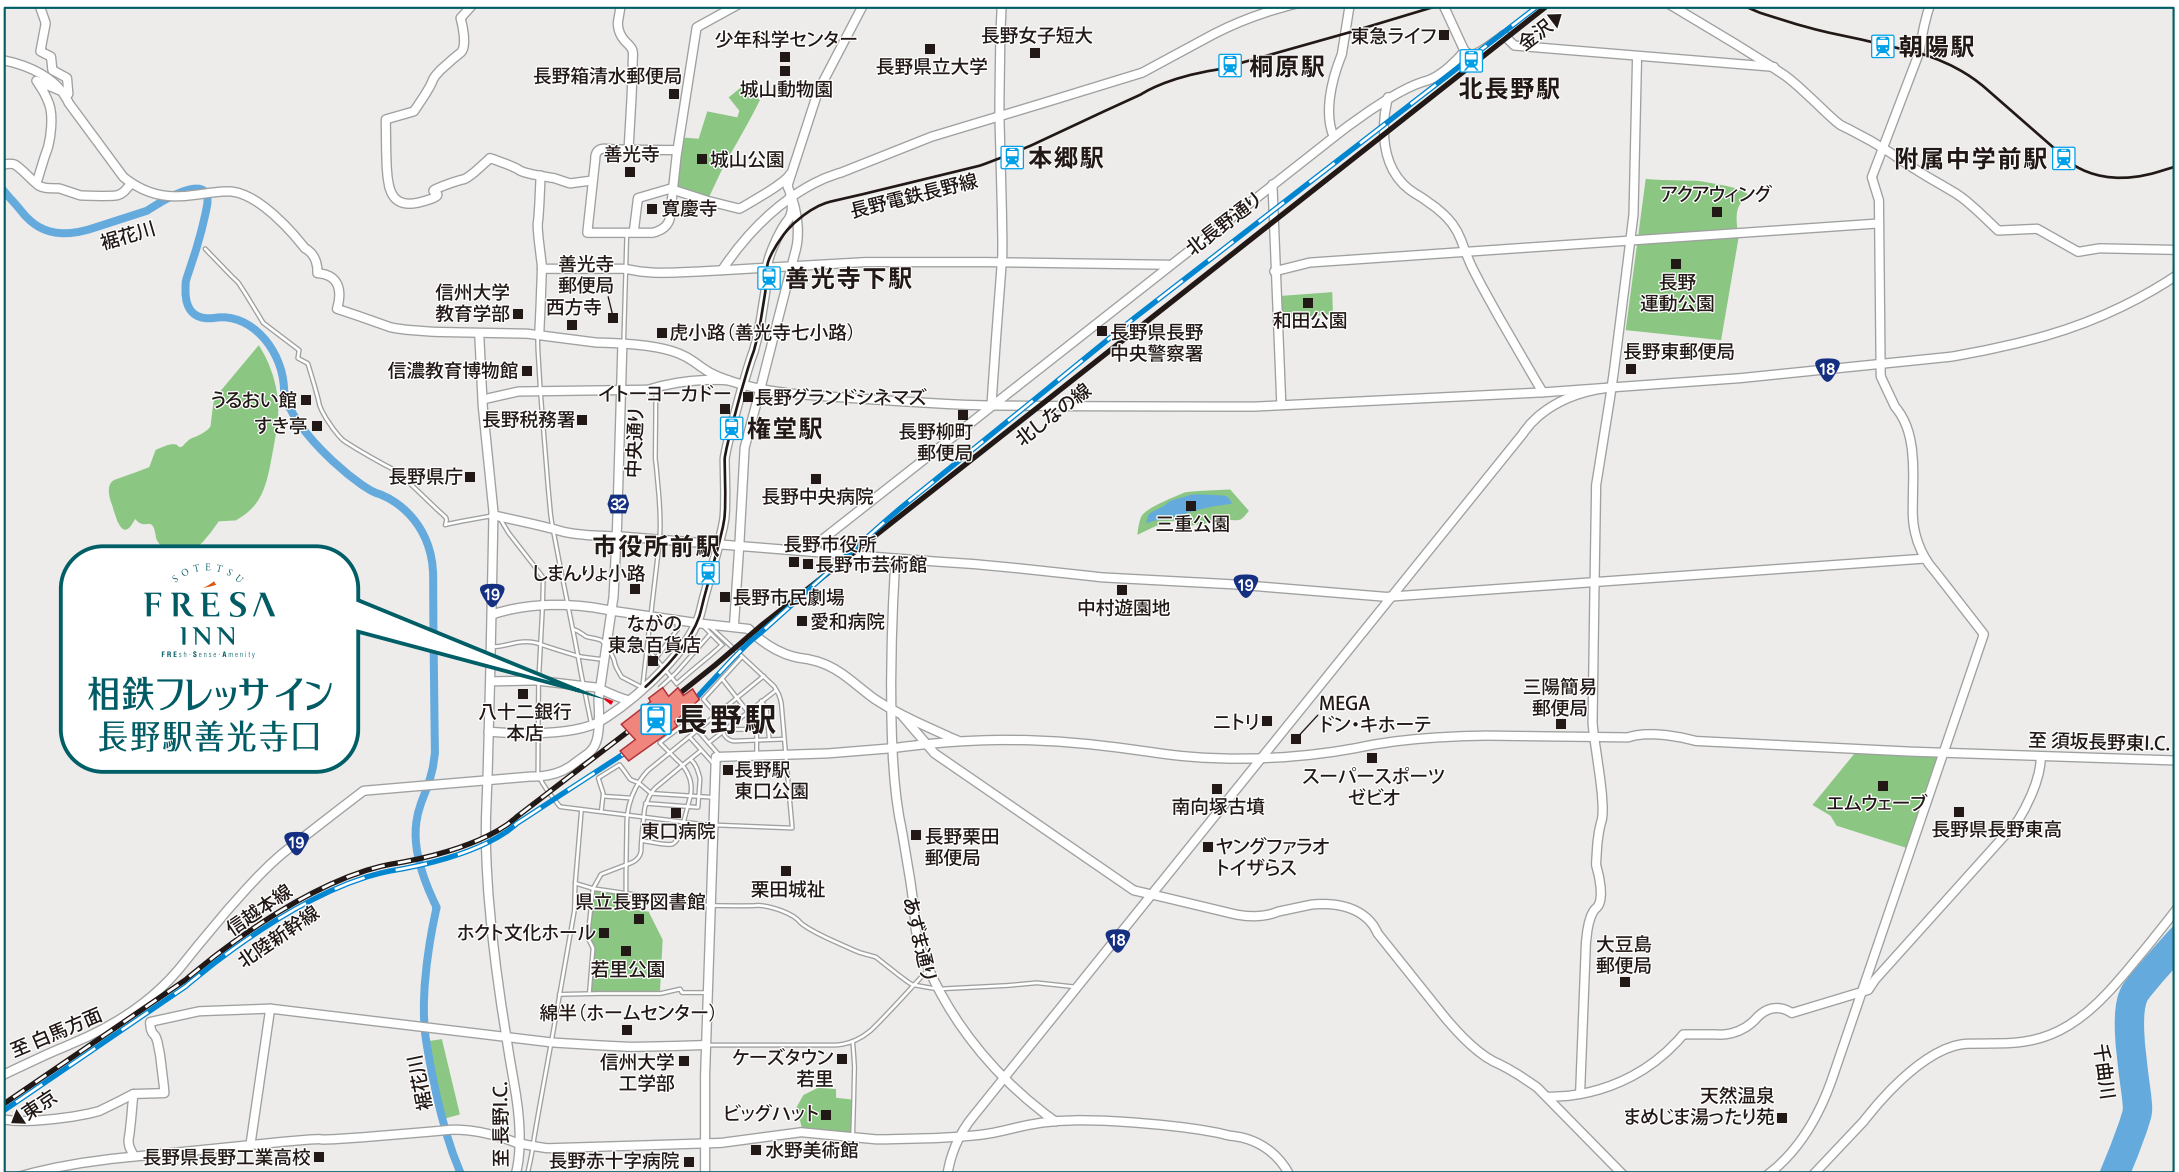 少年科学センター
城山動物園
長野県立大学
長野女子短大
桐原駅
東急ライフ
金沢
北長野駅
朝陽駅
長野箱清水郵便局
善光寺
城山公園
寛慶寺
本郷駅
長野電鉄長野線
附属中学前駅
アクアウィング
長野
運動公園
長野東郵便局
裾花川
善光寺
郵便局
西方寺
信州大学
教育学部
善光寺下駅
虎小路(善光寺七小路)
北長野通り
和田公園
長野県長野
中央警察署
18
信濃教育博物館
うるおい館
すき亭
イトーヨーカドー
長野グランドシネマズ
長野税務署
中央通り
権堂駅
長野柳町
郵便局
北しなの線
長野県庁
32
長野中央病院
三重公園
市役所前駅
長野市役所
長野市芸術館
しまんりょ小路
長野市民劇場
愛和病院
19
中村遊園地
19
SOTETSU
FRESA
INN
FREsh・Sense・Amenity
相鉄フレッサイン
長野駅善光寺口
ながの
東急百貨店
八十二銀行
本店
長野駅
長野駅
東口公園
東口病院
ニトリ
MEGA
ドン・キホーテ
三陽簡易
郵便局
スーパースポーツ
ゼビオ
至 須坂長野東I.C.
エムウェーブ
長野県長野東高
南向塚古墳
ヤングファラオ
トイザらス
長野栗田
郵便局
栗田城祉
19
信越本線
北陸新幹線
県立長野図書館
ホクト文化ホール
若里公園
あずま通り
18
大豆島
郵便局
綿半(ホームセンター)
至 白馬方面
東京
裾花川
至 長野I.C.
信州大学
工学部
ケーズタウン
若里
ビッグハット
水野美術館
長野赤十字病院
長野県長野工業高校
天然温泉
まめじま湯ったり苑
千曲川